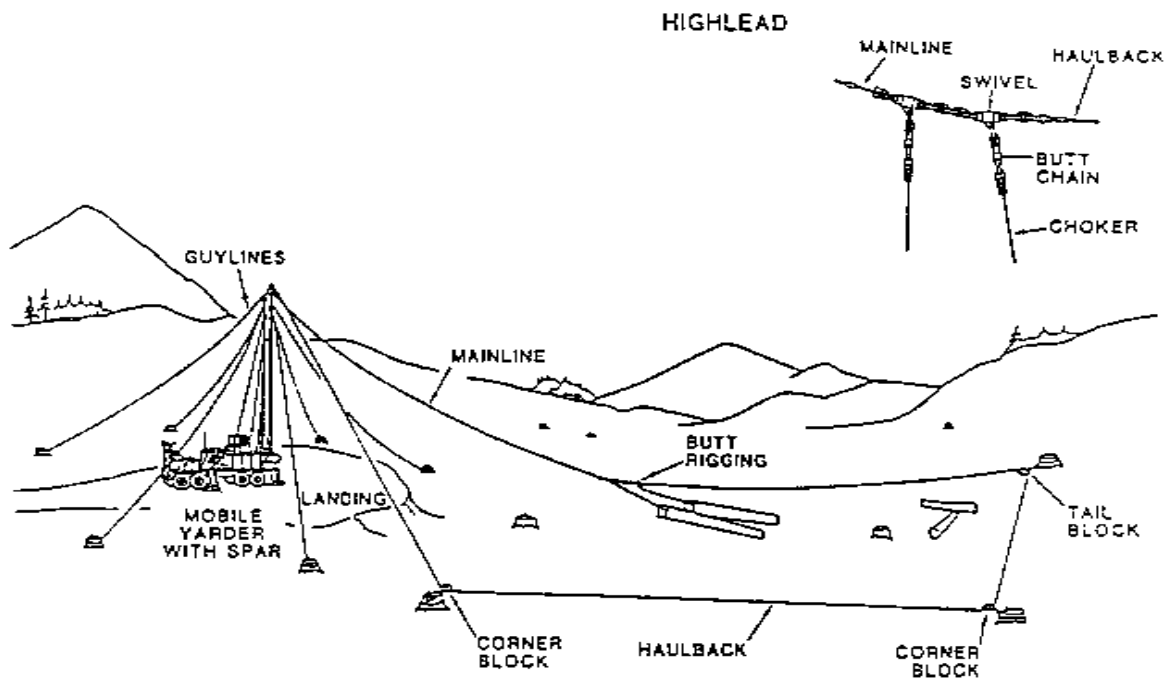 HIGHLEAD
MAINLINE
HAULBACK
SWIVEL
BUTT
CHAIN
CHOKER
GUYLINES
MAINLINE
BUTT
RIGGING
LANDING
MOBILE
YARDER
WITH SPAR
TAIL
BLOCK
CORNER
BLOCK
HAULBACK
CORNER
BLOCK